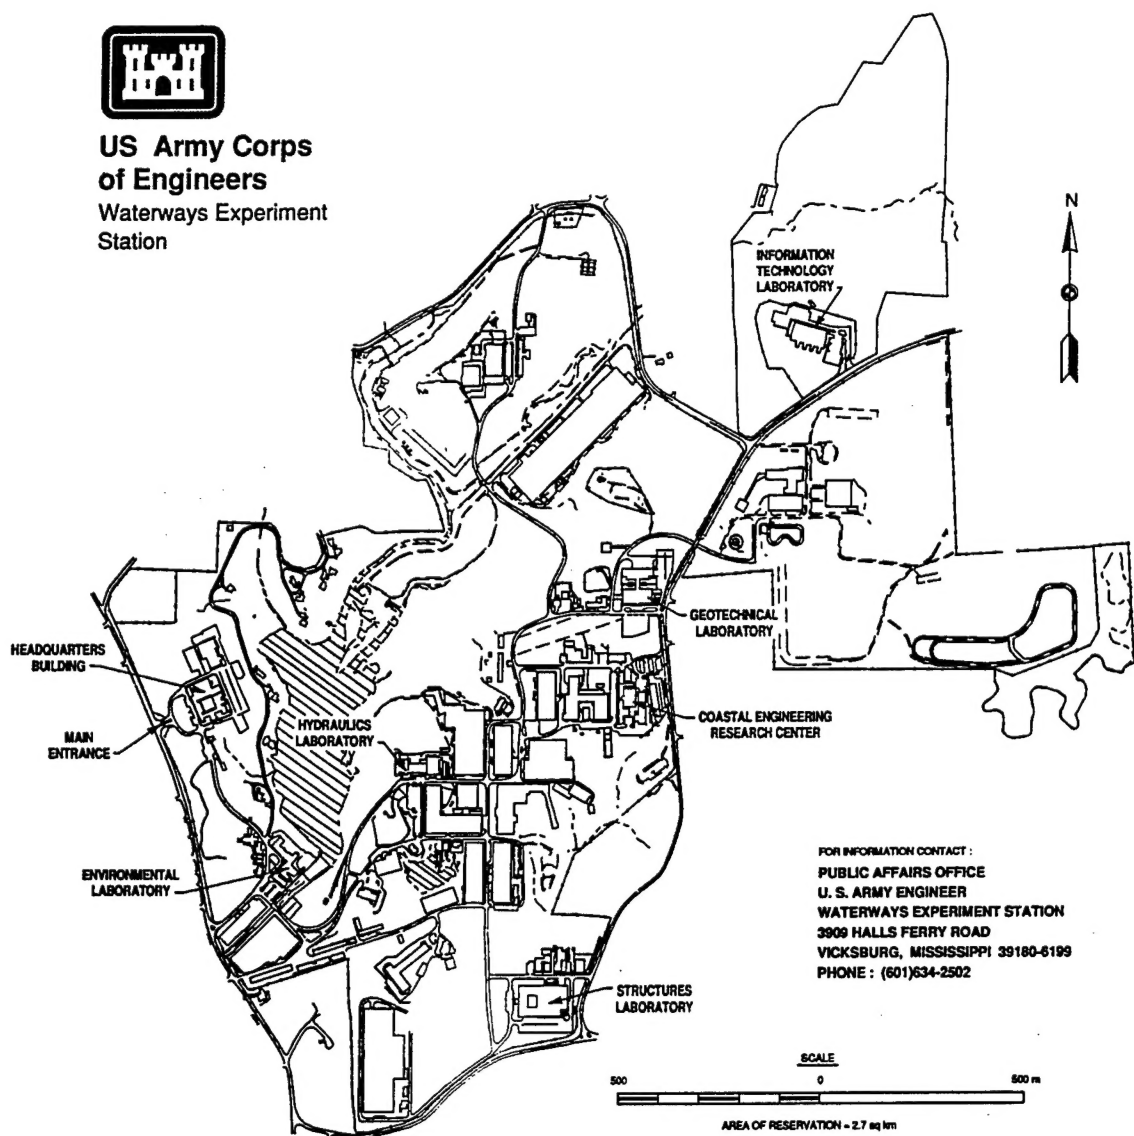 US Army Corps
of Engineers
Waterways Experiment
Station
N
INFORMATION
TECHNOLOGY
LABORATORY
GEOTECHNICAL
LABORATORY
HEADQUARTERS
BUILDING
MAIN
ENTRANCE
HYDRAULICS
LABORATORY
COASTAL ENGINEERING
RESEARCH CENTER
ENVIRONMENTAL
LABORATORY
FOR INFORMATION CONTACT :
PUBLIC AFFAIRS OFFICE
U. S. ARMY ENGINEER
WATERWAYS EXPERIMENT STATION
3909 HALLS FERRY ROAD
VICKSBURG, MISSISSIPPI 39180-6199
PHONE : (601)634-2502
STRUCTURES
LABORATORY
SCALE
500 0 500 m
AREA OF RESERVATION = 2.7 sq km